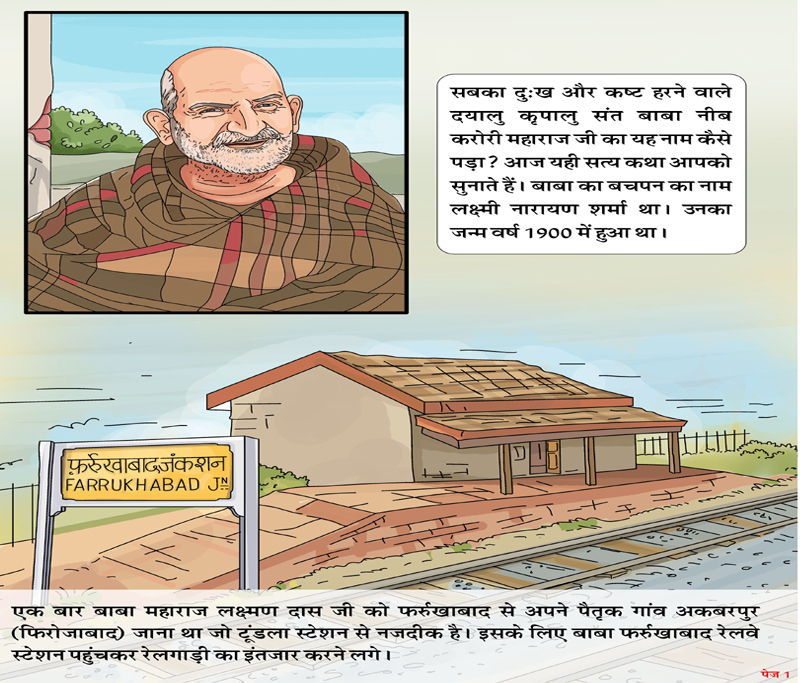 सबका दुःख और कष्ट हरने वाले
दयालु कृपालु संत बाबा नीब
करोरी महाराज जी का यह नाम कैसे
पड़ा? आज यही सत्य कथा आपको
सुनाते हैं। बाबा का बचपन का नाम
लक्ष्मी नारायण शर्मा था। उनका
जन्म वर्ष 1900 में हुआ था।
फ़र्रुखाबाद जंकशन
FARRUKHABAD JN
एक बार बाबा महाराज लक्ष्मण दास जी को फर्रुखाबाद से अपने पैतृक गांव अकबरपुर
(फिरोजाबाद) जाना था जो टूंडला स्टेशन से नजदीक है। इसके लिए बाबा फर्रुखाबाद रेलवे
स्टेशन पहुंचकर रेलगाड़ी का इंतजार करने लगे।
पेज 1